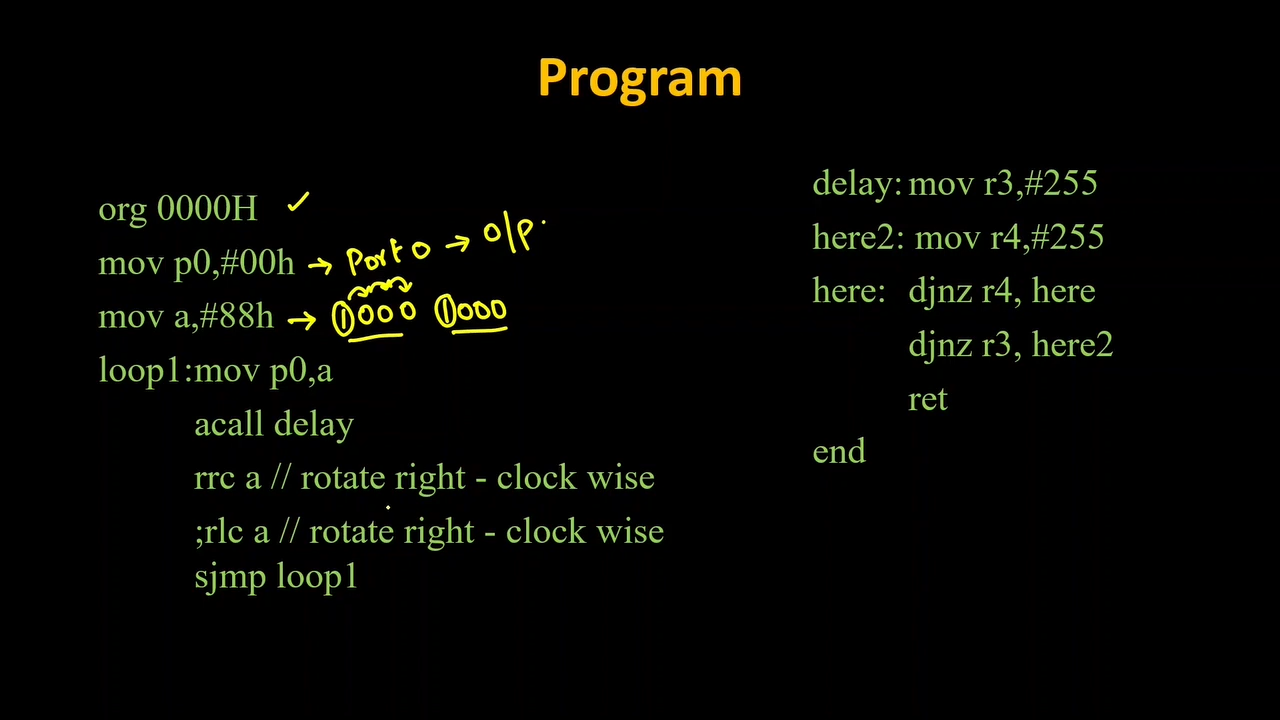 Program
org 0000H
mov p0,#00h → Port 0 → O/P.
mov a,#88h → 1000 1000
loop1:mov p0,a
acall delay
rrc a // rotate right - clock wise
;rlc a // rotate right - clock wise
sjmp loop1
delay: mov r3,#255
here2: mov r4,#255
here: djnz r4, here
djnz r3, here2
ret
end